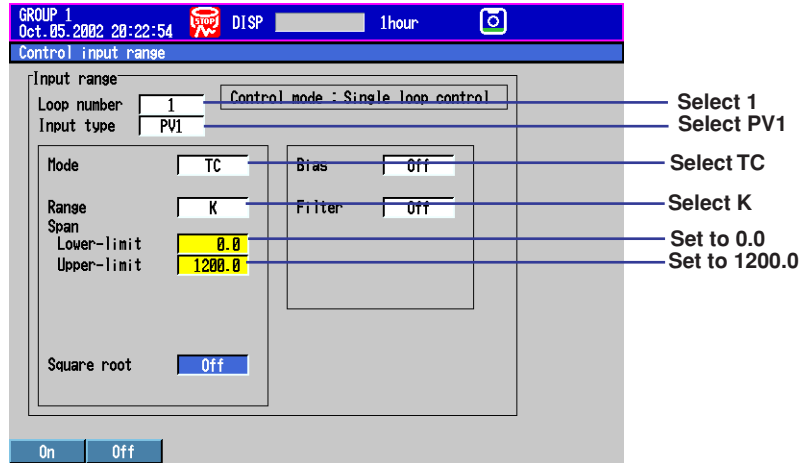 GROUP 1
Oct.05.2002 20:22:54
STOP
DISP
1hour
Control input range
Input range
Control mode : Single loop control
Loop number 1
Select 1
Input type PV1
Select PV1
Mode TC
Bias Off
Select TC
Range K
Filter Off
Select K
Span
Lower-limit 0.0
Set to 0.0
Upper-limit 1200.0
Set to 1200.0
Square root Off
On Off